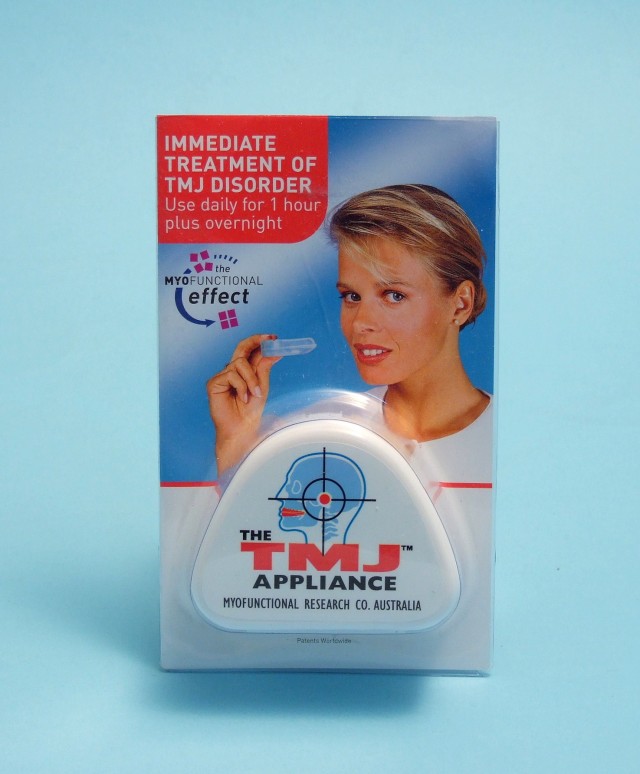 IMMEDIATE
TREATMENT OF
TMJ DISORDER
Use daily for 1 hour
plus overnight
the
MYOFUNCTIONAL
effect
THE
TMJ™
APPLIANCE
MYOFUNCTIONAL RESEARCH CO. AUSTRALIA
Patents Worldwide